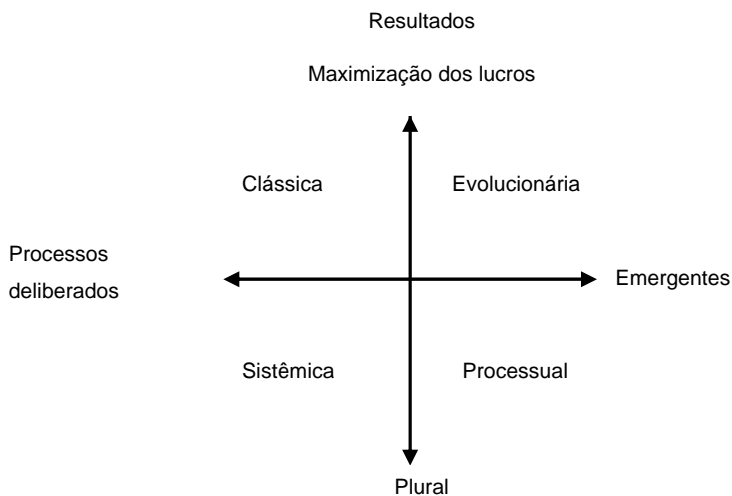 Resultados
Maximização dos lucros
Clássica
Evolucionária
Processos
deliberados
Emergentes
Sistêmica
Processual
Plural